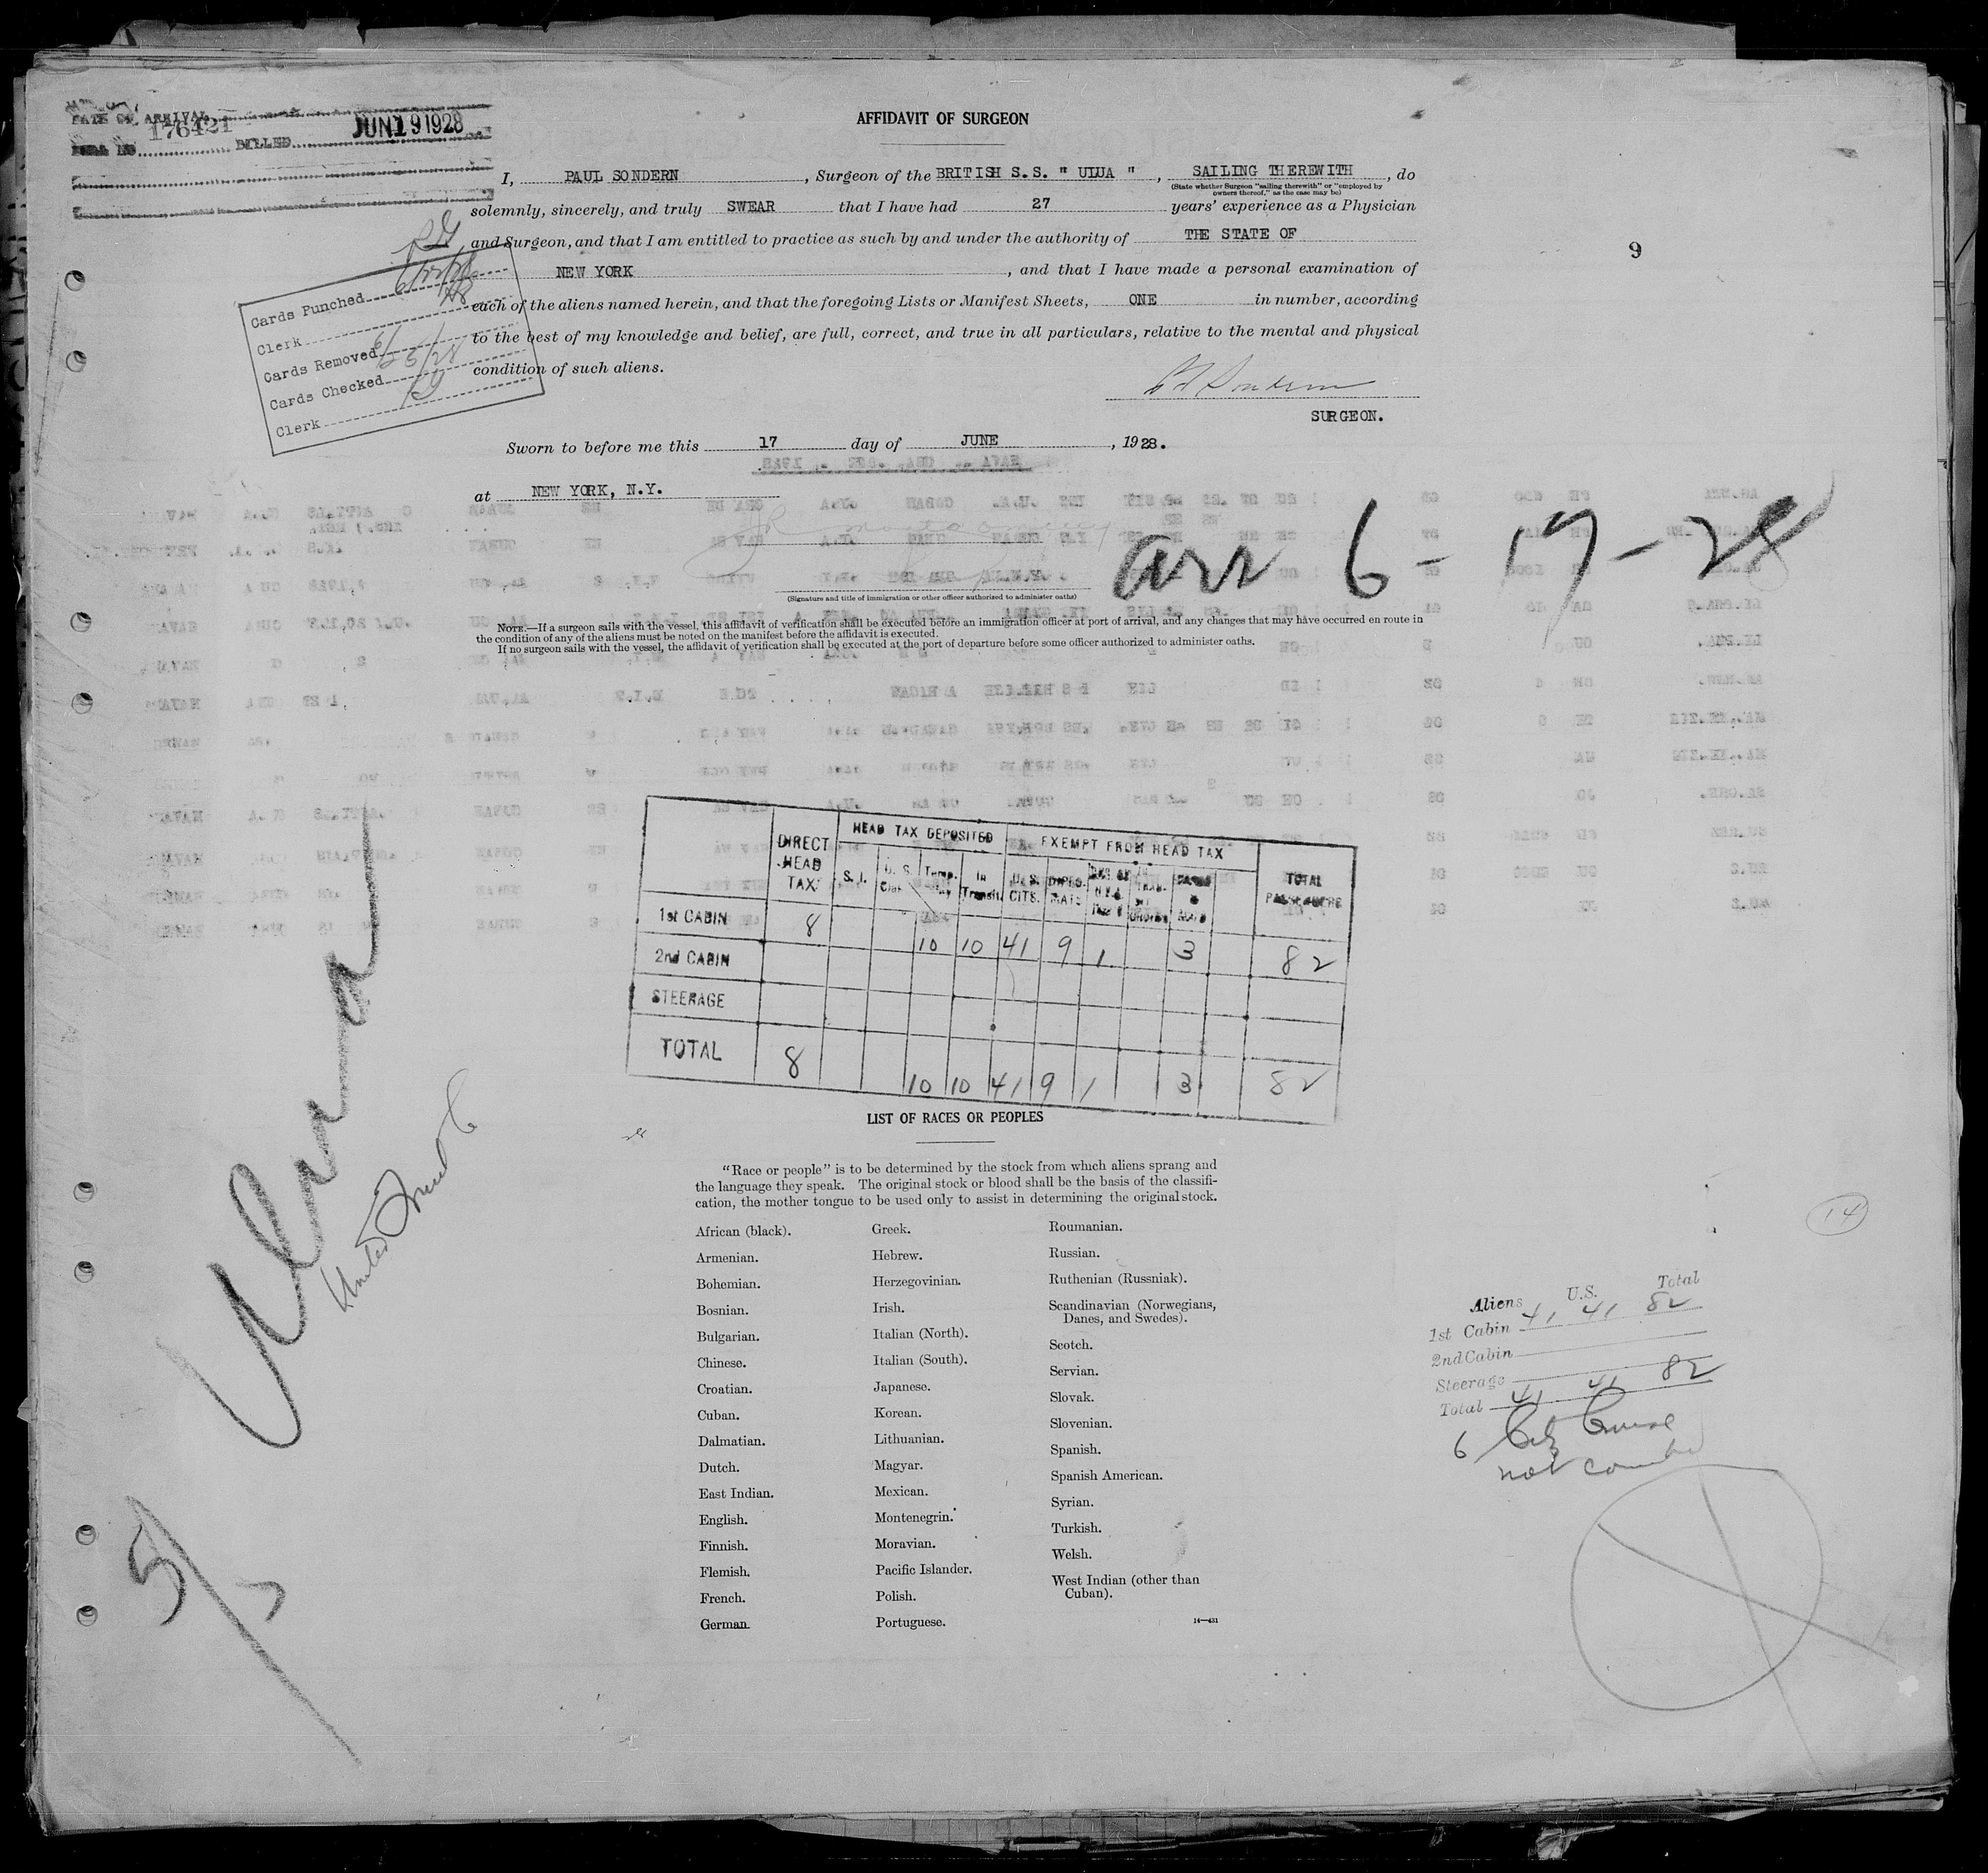 DATE OF ARRIVAL
176421
BILLED JUN 19 1928
AFFIDAVIT OF SURGEON
I, PAUL SONDERN, Surgeon of the BRITISH S.S. " ULUA ", SAILING THEREWITH, do
(State whether Surgeon "sailing therewith" or "employed by
owners thereof," as the case may be)
solemnly, sincerely, and truly SWEAR that I have had 27 years' experience as a Physician
and Surgeon, and that I am entitled to practice as such by and under the authority of THE STATE OF
NEW YORK, and that I have made a personal examination of
each of the aliens named herein, and that the foregoing Lists or Manifest Sheets, ONE in number, according
to the best of my knowledge and belief, are full, correct, and true in all particulars, relative to the mental and physical
condition of such aliens.
SURGEON.
9
Cards Punched
Clerk
Cards Removed
Cards Checked
Clerk
Sworn to before me this 17 day of JUNE, 1928.
at NEW YORK, N.Y.
arr 6-17-28
(Signature and title of immigration or other officer authorized to administer oaths)
NOTE.—If a surgeon sails with the vessel, this affidavit of verification shall be executed before an immigration officer at port of arrival, and any changes that may have occurred en route in
the condition of any of the aliens must be noted on the manifest before the affidavit is executed.
If no surgeon sails with the vessel, the affidavit of verification shall be executed at the port of departure before some officer authorized to administer oaths.
DIRECT HEAD TAX HEAD TAX DEPOSITED EXEMPT FROM HEAD TAX TOTAL PASSENGERS
S. I. U. S. In Transit U. S. CITS. DIPLO-MATS
1st CABIN 8 10 10 41 9 1 3 82
2nd CABIN
STEERAGE
TOTAL 8 10 10 41 9 1 3 82
Ulua
United Fruit C
5/7
LIST OF RACES OR PEOPLES
"Race or people" is to be determined by the stock from which aliens sprang and
the language they speak. The original stock or blood shall be the basis of the classifi-
cation, the mother tongue to be used only to assist in determining the original stock.
African (black).
Armenian.
Bohemian.
Bosnian.
Bulgarian.
Chinese.
Croatian.
Cuban.
Dalmatian.
Dutch.
East Indian.
English.
Finnish.
Flemish.
French.
German.
Greek.
Hebrew.
Herzegovinian.
Irish.
Italian (North).
Italian (South).
Japanese.
Korean.
Lithuanian.
Magyar.
Mexican.
Montenegrin.
Moravian.
Pacific Islander.
Polish.
Portuguese.
Roumanian.
Russian.
Ruthenian (Russniak).
Scandinavian (Norwegians,
Danes, and Swedes).
Scotch.
Servian.
Slovak.
Slovenian.
Spanish.
Spanish American.
Syrian.
Turkish.
Welsh.
West Indian (other than
Cuban).
14—431
14
Aliens U.S. Total
1st Cabin 41 41 82
2nd Cabin
Steerage
Total 41 41 82
6
not